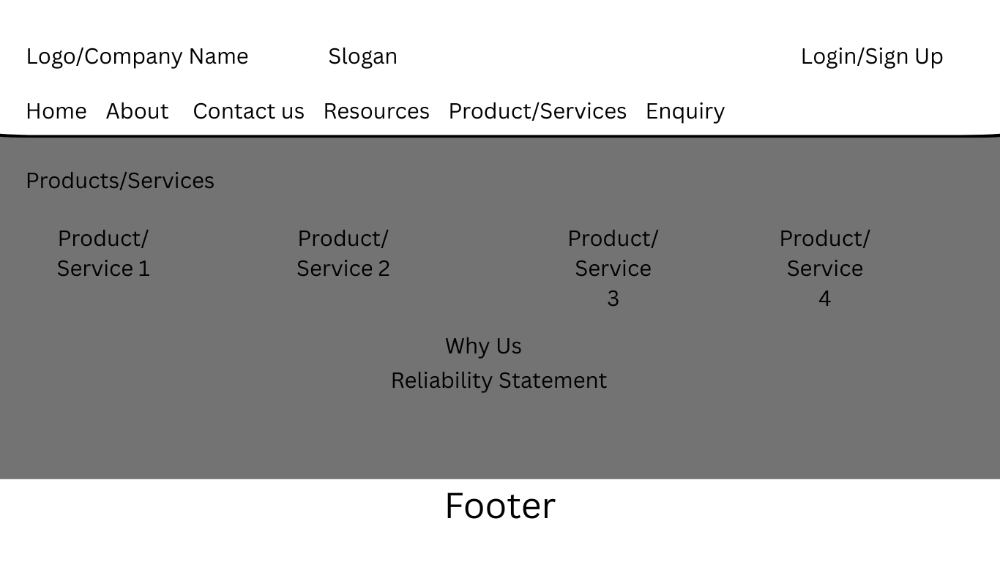 Logo/Company Name Slogan Login/Sign Up
Home About Contact us Resources Product/Services Enquiry
Products/Services
Product/
Service 1
Product/
Service 2
Product/
Service
3
Product/
Service
4
Why Us
Reliability Statement
Footer